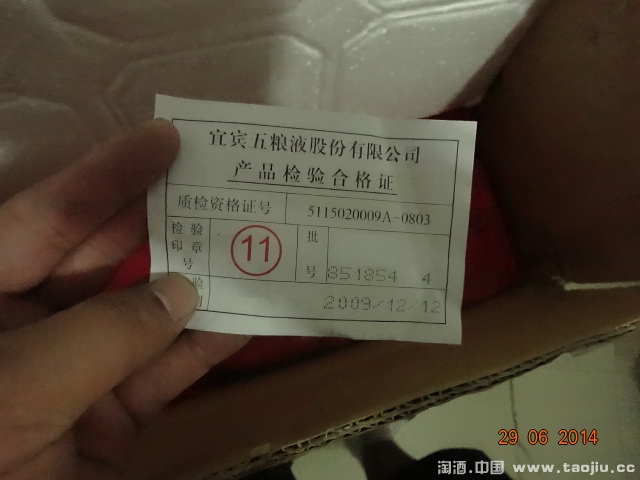 宜宾五粮液股份有限公司
产品检验合格证
质检资格证号 5115020009A-0803
检验印章号 11 批号 851854 4
验 2009/12/12
29 06 2014
淘酒.中国 www.taojiu.cc